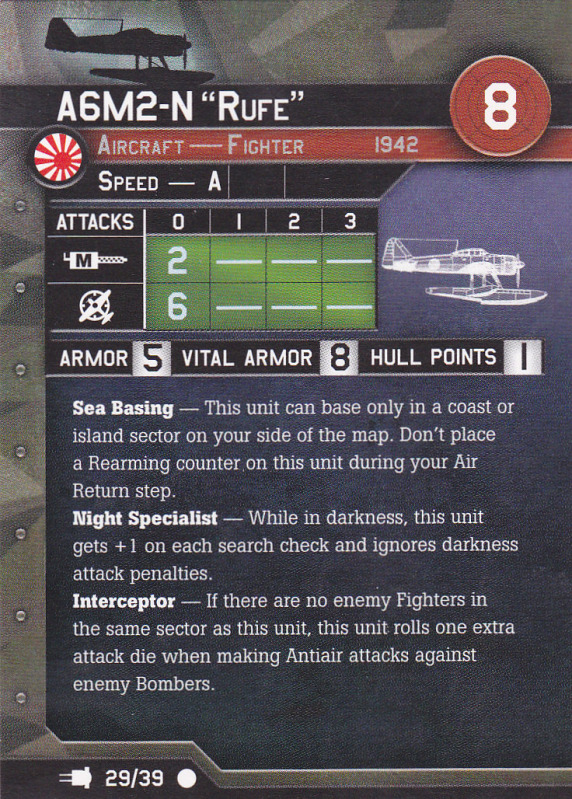 A6M2-N “Rufe”
8
Aircraft — Fighter 1942
Speed — A
ATTACKS 0 1 2 3
M 2 — — —
6 — — —
ARMOR 5 VITAL ARMOR 8 HULL POINTS 1
Sea Basing — This unit can base only in a coast or
island sector on your side of the map. Don’t place
a Rearming counter on this unit during your Air
Return step.
Night Specialist — While in darkness, this unit
gets +1 on each search check and ignores darkness
attack penalties.
Interceptor — If there are no enemy Fighters in
the same sector as this unit, this unit rolls one extra
attack die when making Antiair attacks against
enemy Bombers.
29/39